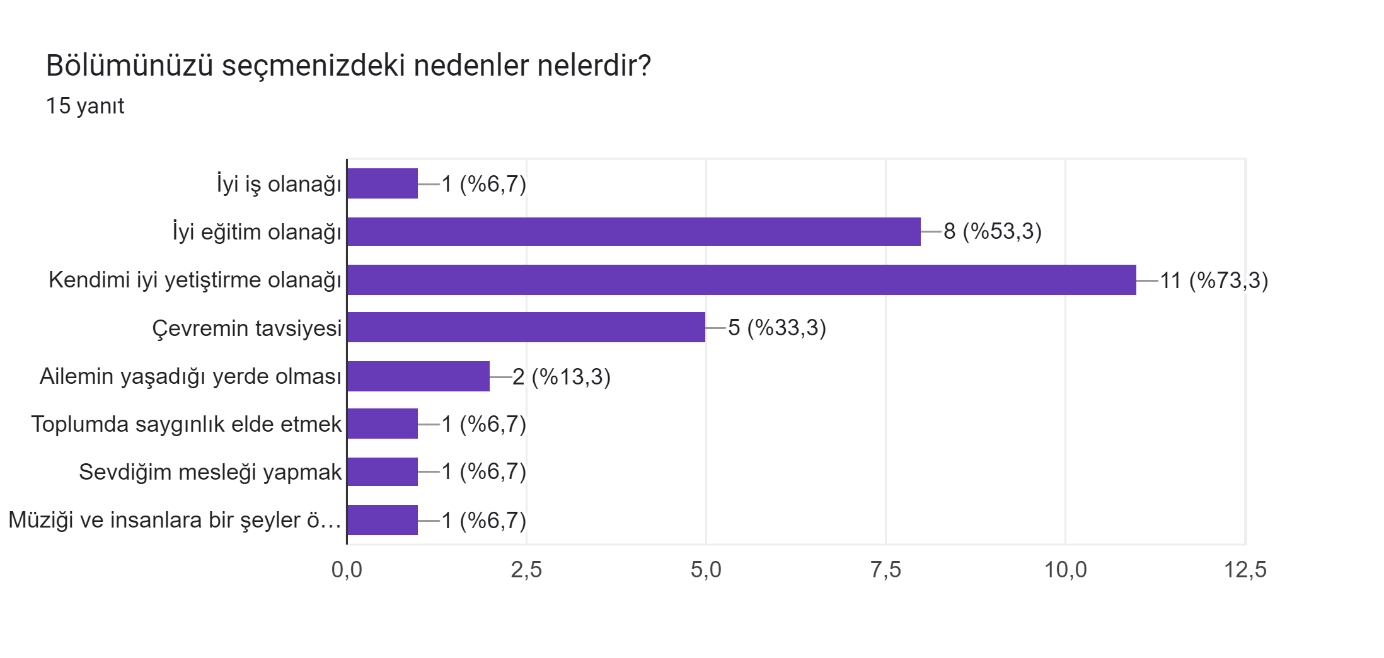 Bölümünüzü seçmenizdeki nedenler nelerdir?
15 yanıt
İyi iş olanağı 1 (%6,7)
İyi eğitim olanağı 8 (%53,3)
Kendimi iyi yetiştirme olanağı 11 (%73,3)
Çevremin tavsiyesi 5 (%33,3)
Ailemin yaşadığı yerde olması 2 (%13,3)
Toplumda saygınlık elde etmek 1 (%6,7)
Sevdiğim mesleği yapmak 1 (%6,7)
Müziği ve insanlara bir şeyler ö… 1 (%6,7)
0,0 2,5 5,0 7,5 10,0 12,5